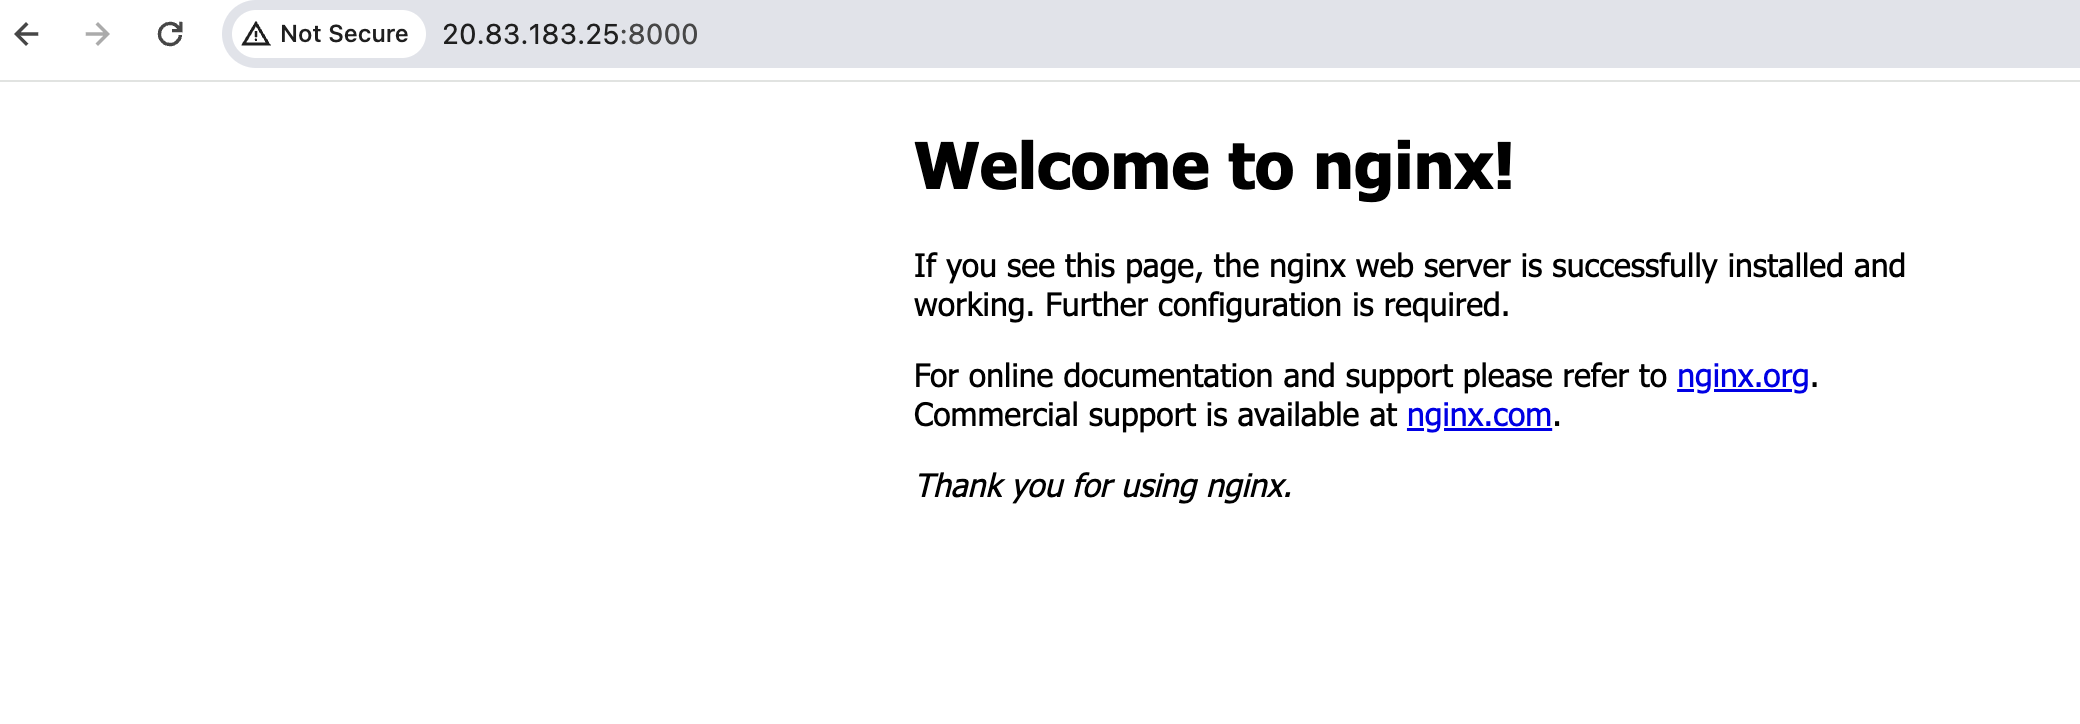 Not Secure 20.83.183.25:8000
Welcome to nginx!
If you see this page, the nginx web server is successfully installed and
working. Further configuration is required.
For online documentation and support please refer to nginx.org.
Commercial support is available at nginx.com.
Thank you for using nginx.